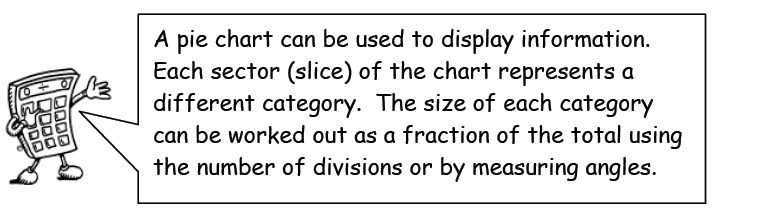 A pie chart can be used to display information.
Each sector (slice) of the chart represents a
different category.  The size of each category
can be worked out as a fraction of the total using
the number of divisions or by measuring angles.